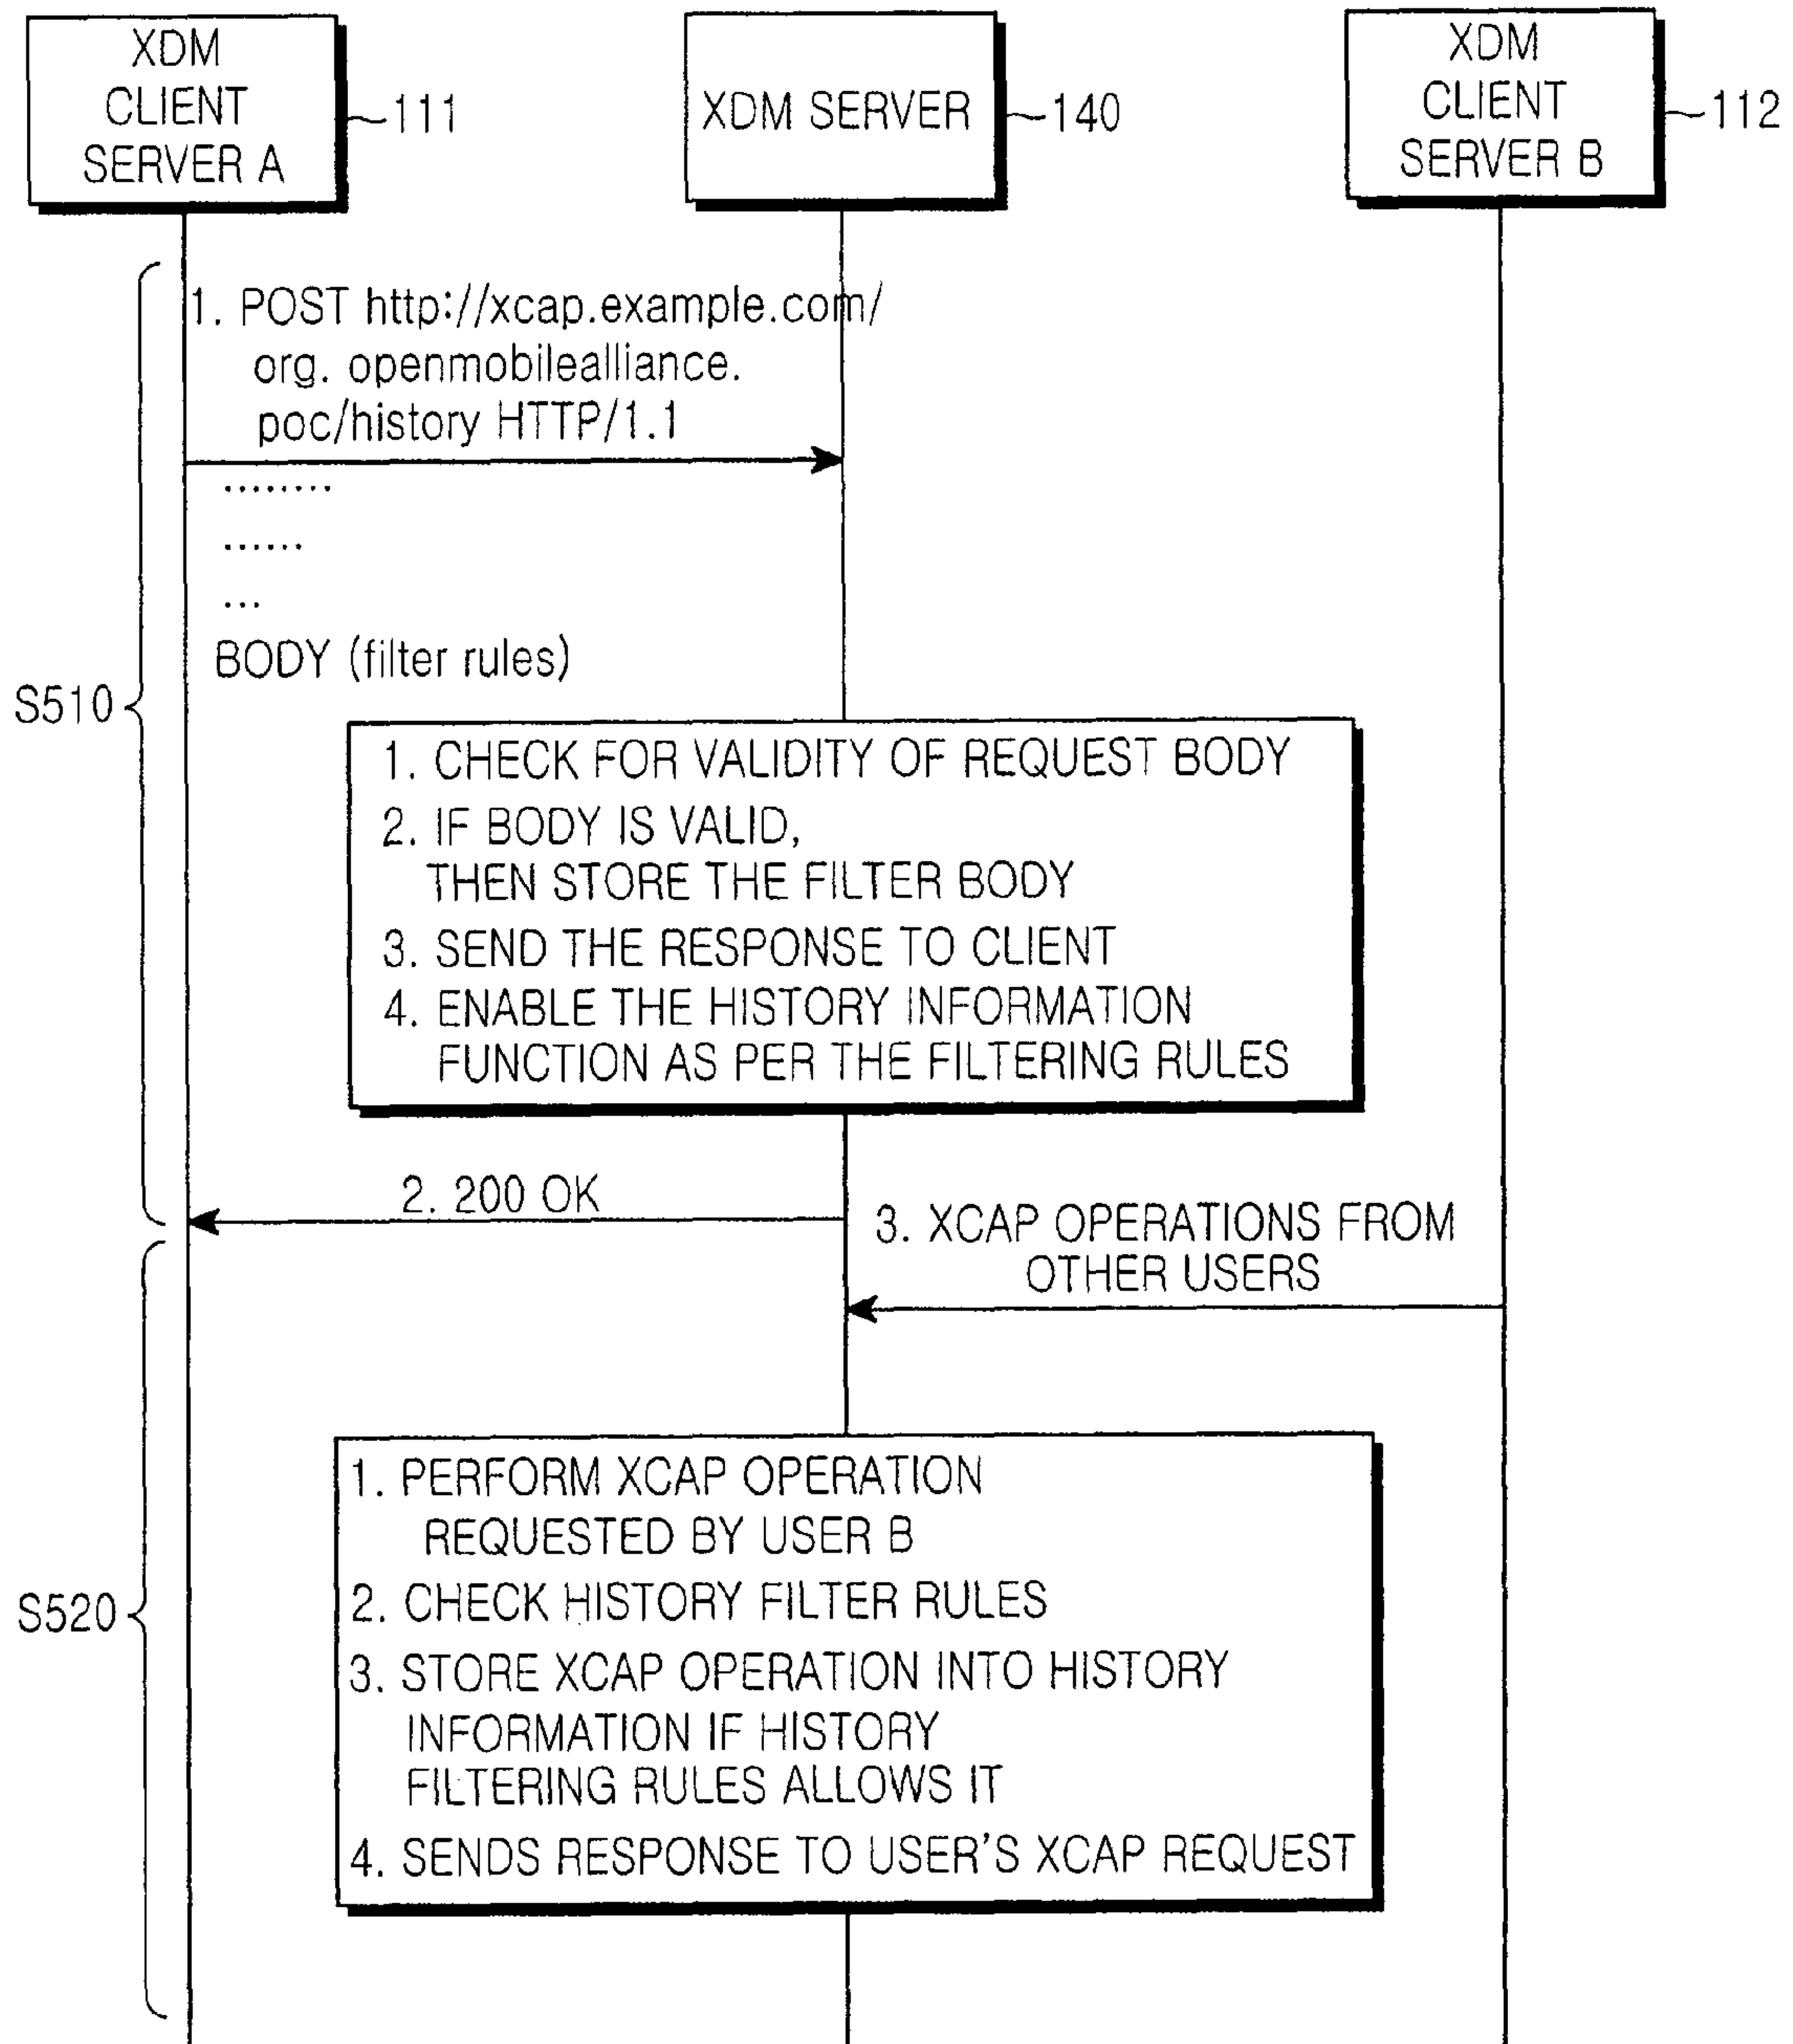 XDM
CLIENT
SERVER A
111
XDM SERVER
140
XDM
CLIENT
SERVER B
112
1. POST http://xcap.example.com/
org. openmobilealliance.
poc/history HTTP/1.1
........
......
...
BODY (filter rules)
S510
1. CHECK FOR VALIDITY OF REQUEST BODY
2. IF BODY IS VALID,
THEN STORE THE FILTER BODY
3. SEND THE RESPONSE TO CLIENT
4. ENABLE THE HISTORY INFORMATION
FUNCTION AS PER THE FILTERING RULES
2. 200 OK
3. XCAP OPERATIONS FROM
OTHER USERS
S520
1. PERFORM XCAP OPERATION
REQUESTED BY USER B
2. CHECK HISTORY FILTER RULES
3. STORE XCAP OPERATION INTO HISTORY
INFORMATION IF HISTORY
FILTERING RULES ALLOWS IT
4. SENDS RESPONSE TO USER'S XCAP REQUEST